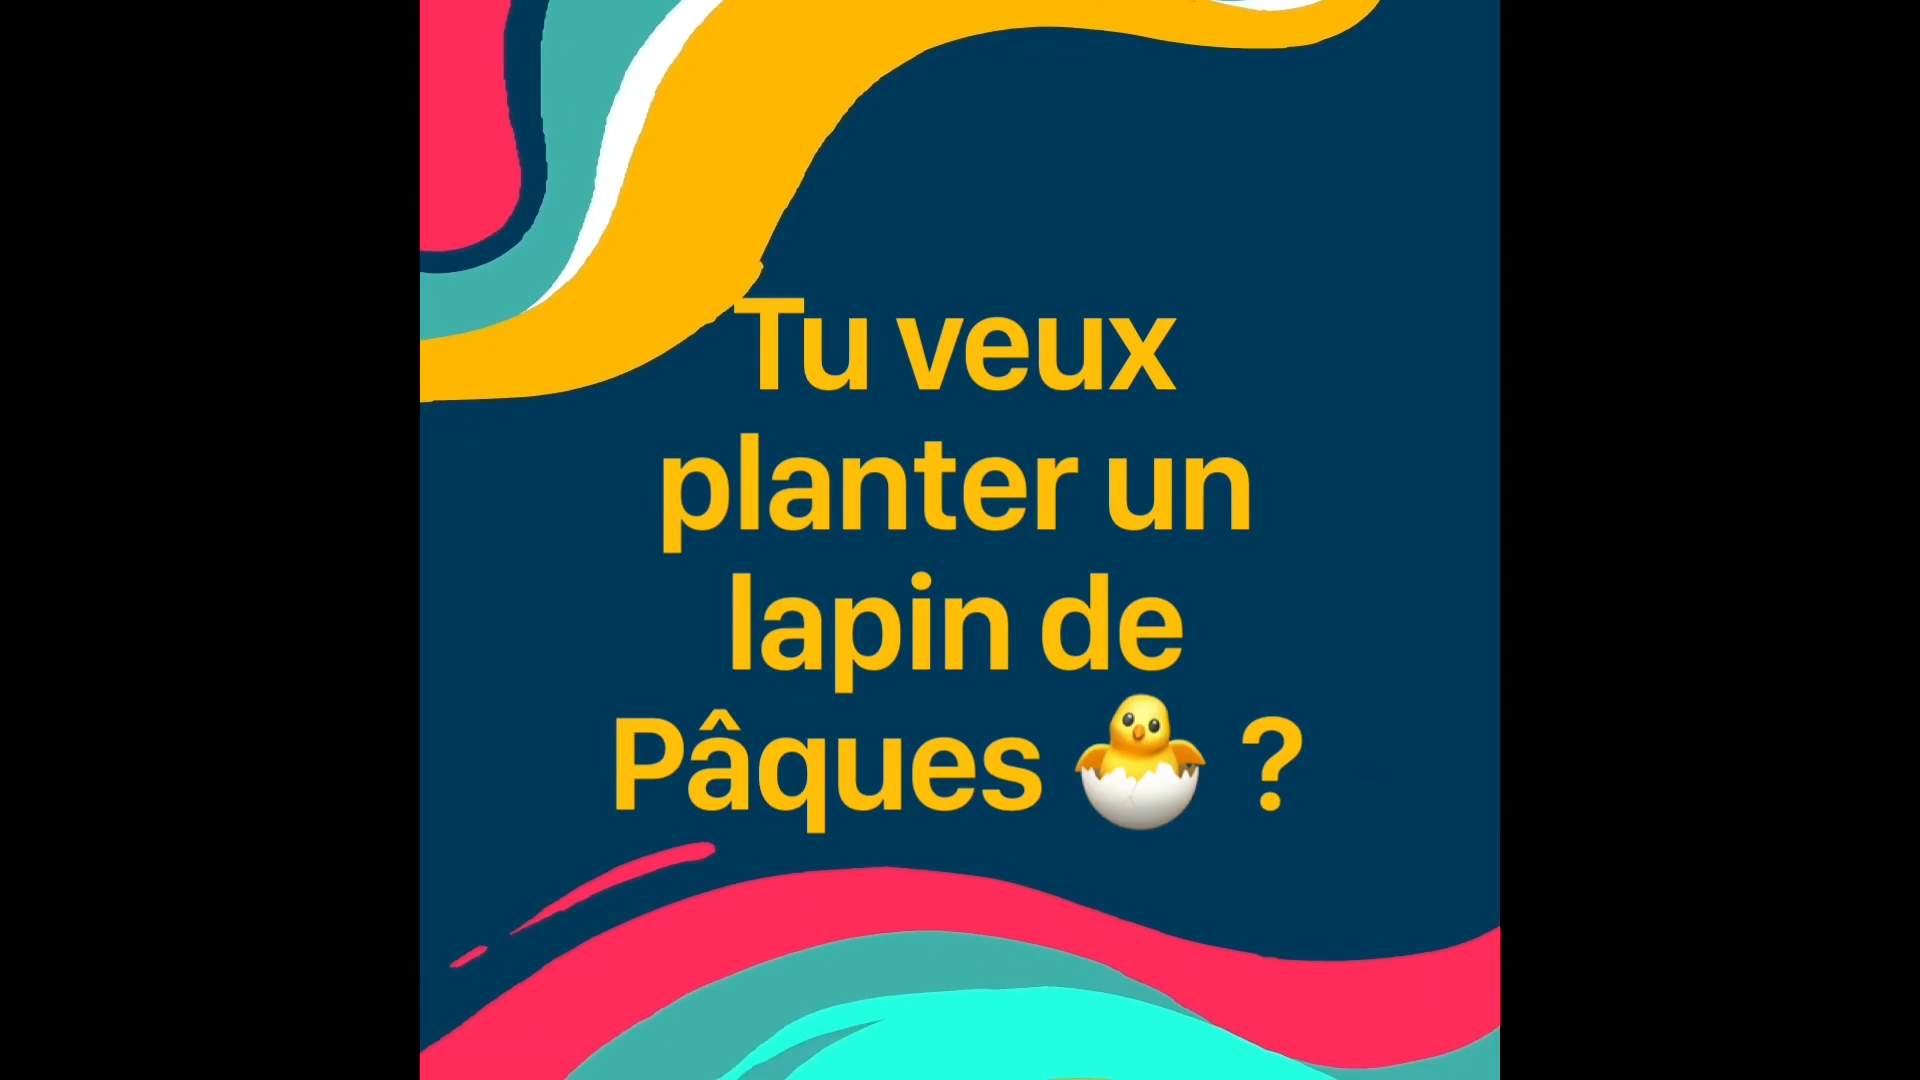 Tu veux
planter un
lapin de
Pâques 🐣 ?